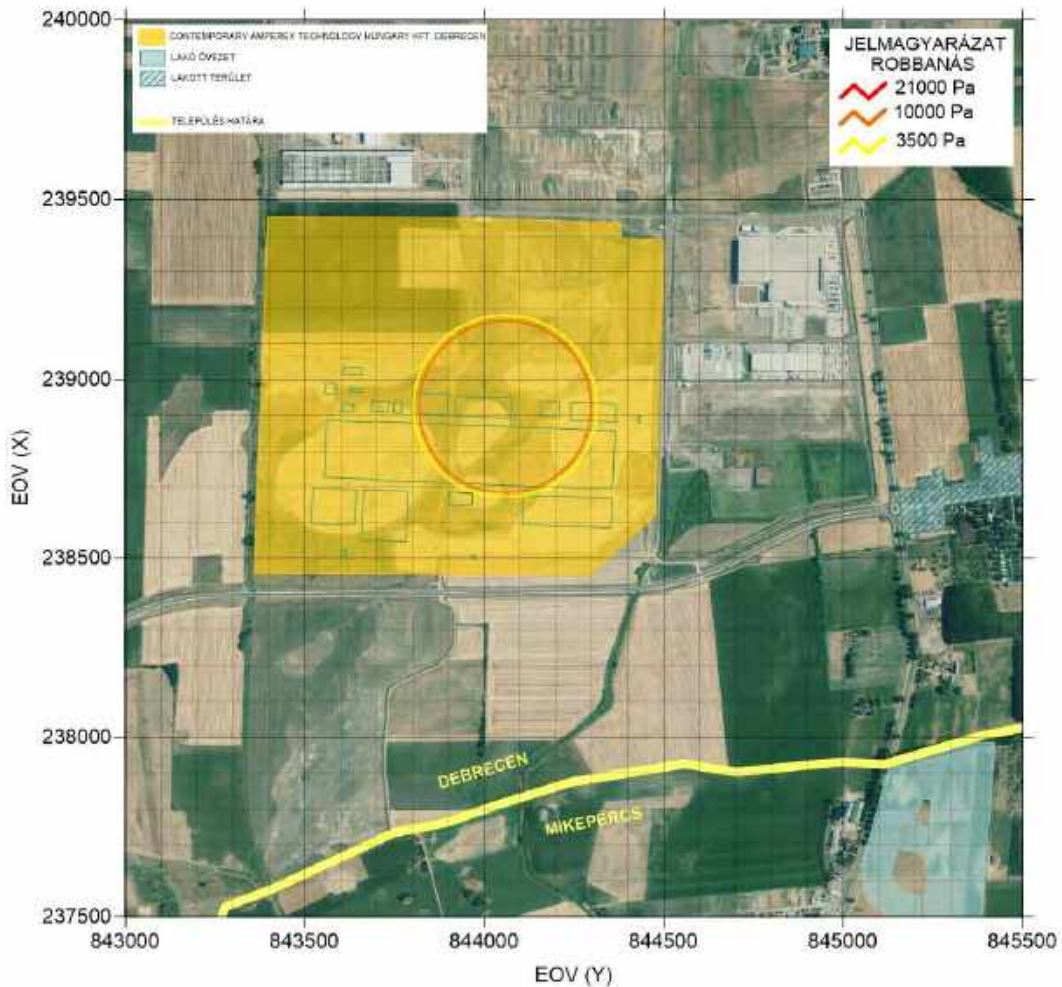 CONTEMPORARY AMPEREX TECHNOLOGY HUNGARY KFT. DEBRECEN
LAKÓ ÖVEZET
LAKOTT TERÜLET
TELEPÜLÉS HATÁRA
JELMAGYARÁZAT
ROBBANÁS
21000 Pa
10000 Pa
3500 Pa
240000
239500
239000
238500
238000
237500
EOV (X)
DEBRECEN
MIKEPÉRCS
843000 843500 844000 844500 845000 845500
EOV (Y)